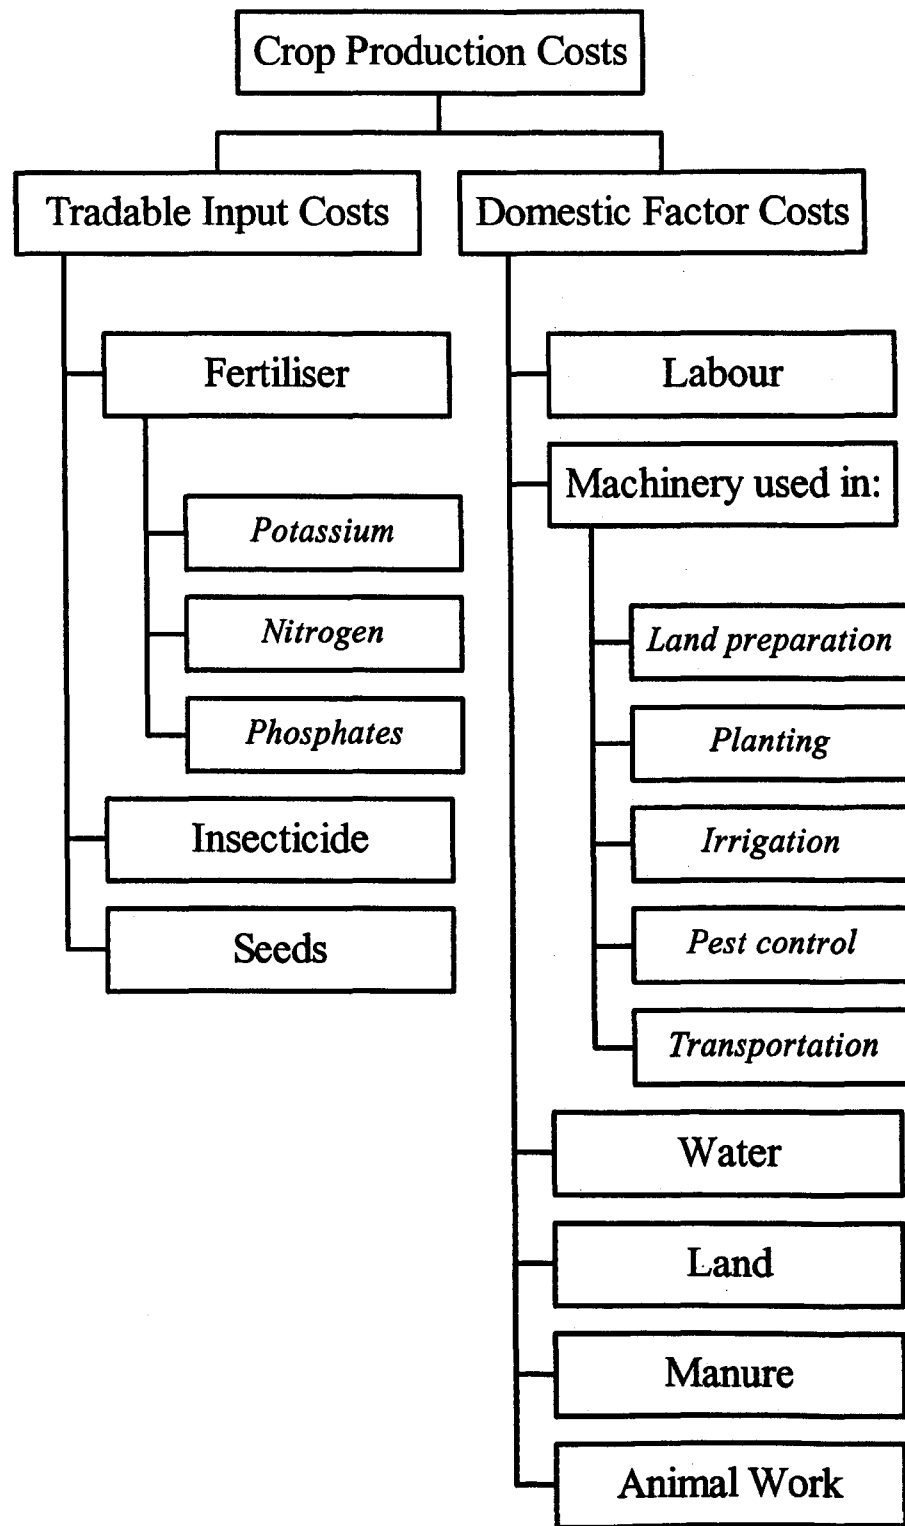 Crop Production Costs
Tradable Input Costs
Domestic Factor Costs
Fertiliser
Potassium
Nitrogen
Phosphates
Insecticide
Seeds
Labour
Machinery used in:
Land preparation
Planting
Irrigation
Pest control
Transportation
Water
Land
Manure
Animal Work